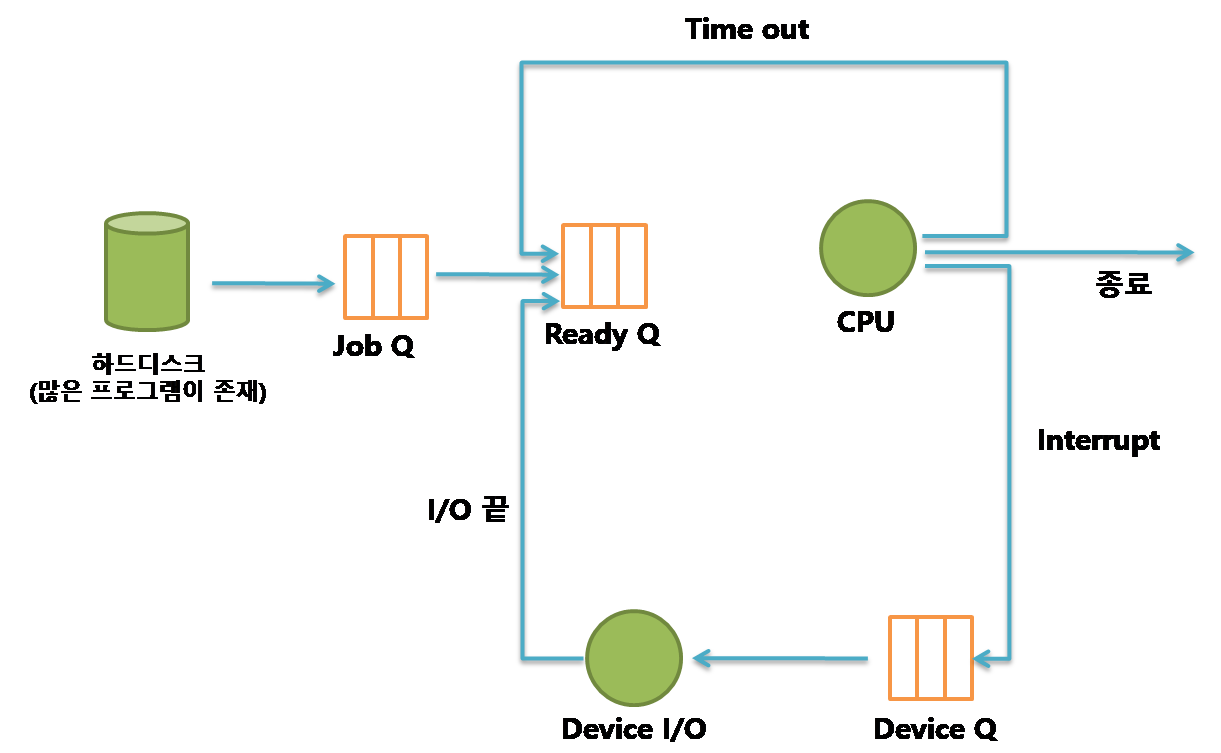 Time out
하드디스크
(많은 프로그램이 존재)
Job Q
Ready Q
CPU
종료
Interrupt
I/O 끝
Device I/O
Device Q